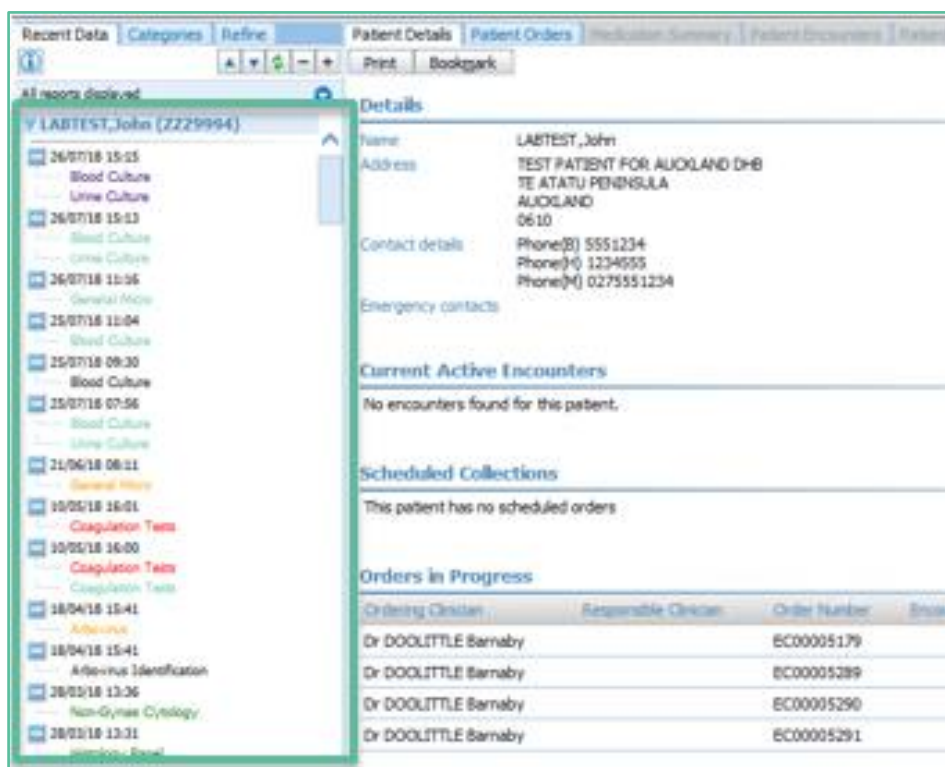 Recent Data Categories Refine
All reports displayed
LABTEST,John (ZZZ9994)
26/07/18 15:15
Blood Culture
Urine Culture
26/07/18 15:13
Blood Culture
Urine Culture
26/07/18 11:16
General Micro
25/07/18 11:04
Blood Culture
25/07/18 09:30
Blood Culture
25/07/18 07:56
Blood Culture
Urine Culture
21/06/18 08:11
General Micro
10/05/18 16:01
Coagulation Tests
10/05/18 16:00
Coagulation Tests
Coagulation Tests
18/04/18 15:41
Arbovirus
18/04/18 15:41
Arbovirus Identification
28/03/18 13:36
Non-Gynae Cytology
28/03/18 13:31
Histology Panel
Patient Details Patient Orders Medication Summary Patient Encounters Patient
Print Bookmark
Details
Name LABTEST,John
Address TEST PATIENT FOR AUCKLAND DHB
TE ATATU PENINSULA
AUCKLAND
0610
Contact details Phone(B) 5551234
Phone(H) 1234555
Phone(M) 0275551234
Emergency contacts
Current Active Encounters
No encounters found for this patient.
Scheduled Collections
This patient has no scheduled orders
Orders in Progress
Ordering Clinician Responsible Clinician Order Number
Dr DOOLITTLE Barnaby EC00005179
Dr DOOLITTLE Barnaby EC00005289
Dr DOOLITTLE Barnaby EC00005290
Dr DOOLITTLE Barnaby EC00005291